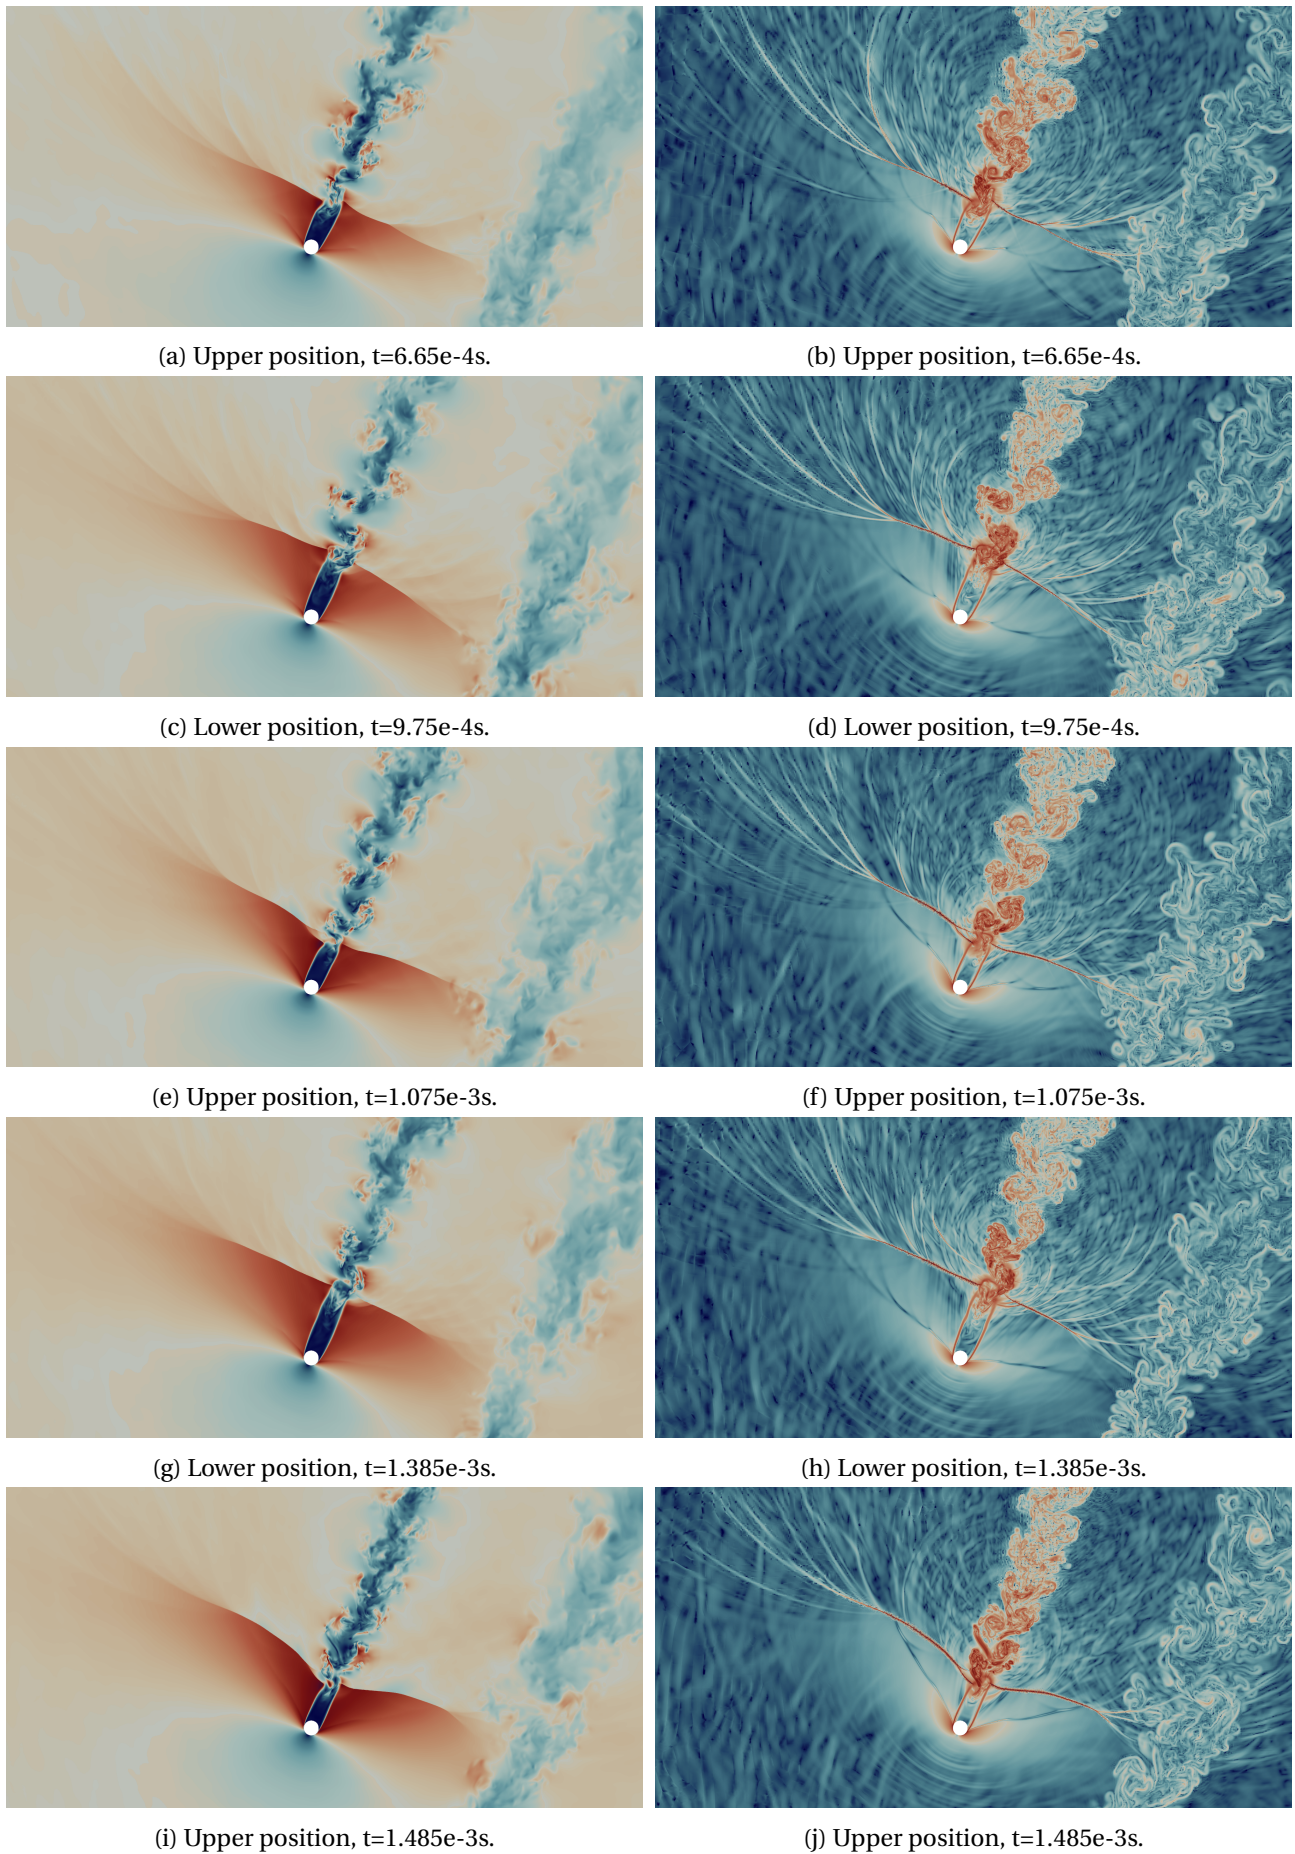 (a) Upper position, t=6.65e-4s.
(b) Upper position, t=6.65e-4s.
(c) Lower position, t=9.75e-4s.
(d) Lower position, t=9.75e-4s.
(e) Upper position, t=1.075e-3s.
(f) Upper position, t=1.075e-3s.
(g) Lower position, t=1.385e-3s.
(h) Lower position, t=1.385e-3s.
(i) Upper position, t=1.485e-3s.
(j) Upper position, t=1.485e-3s.